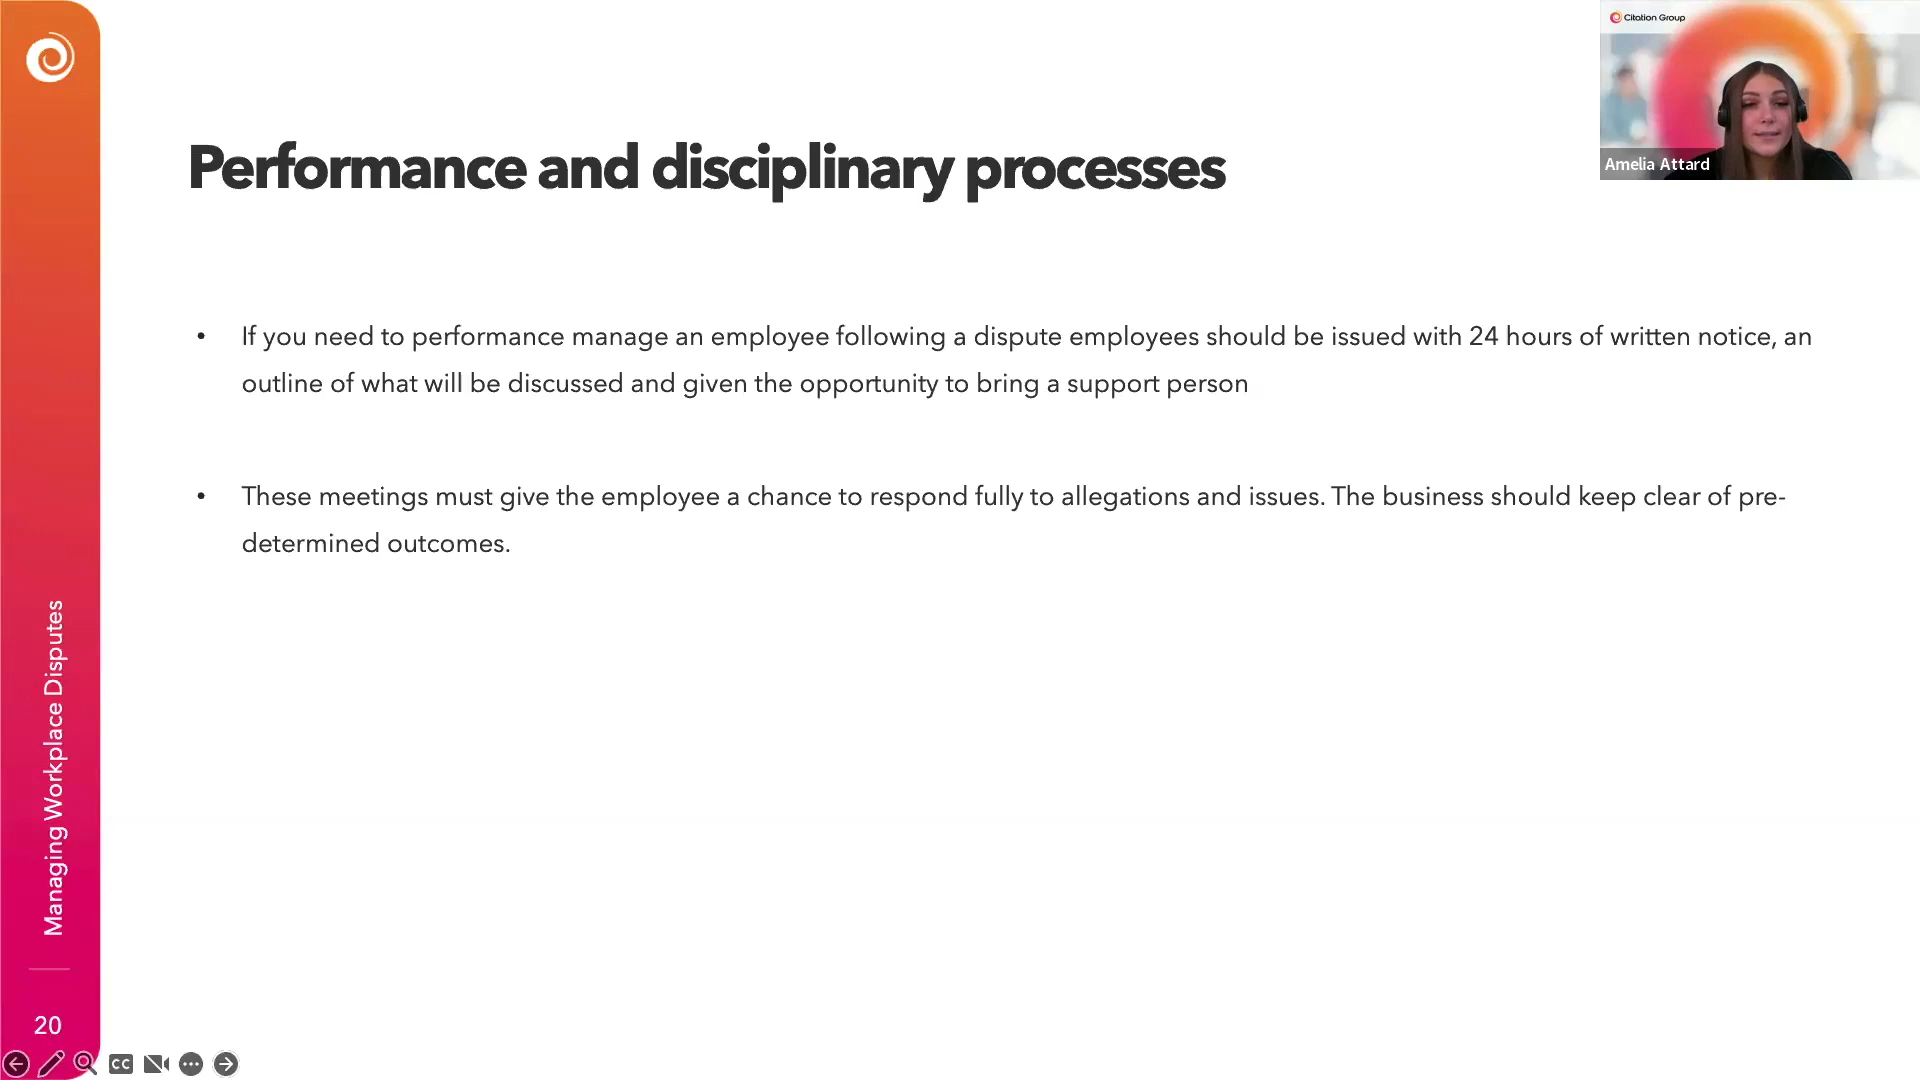 Citation Group
Amelia Attard
Performance and disciplinary processes
• If you need to performance manage an employee following a dispute employees should be issued with 24 hours of written notice, an
outline of what will be discussed and given the opportunity to bring a support person
• These meetings must give the employee a chance to respond fully to allegations and issues. The business should keep clear of pre-
determined outcomes.
Managing Workplace Disputes
20
CC